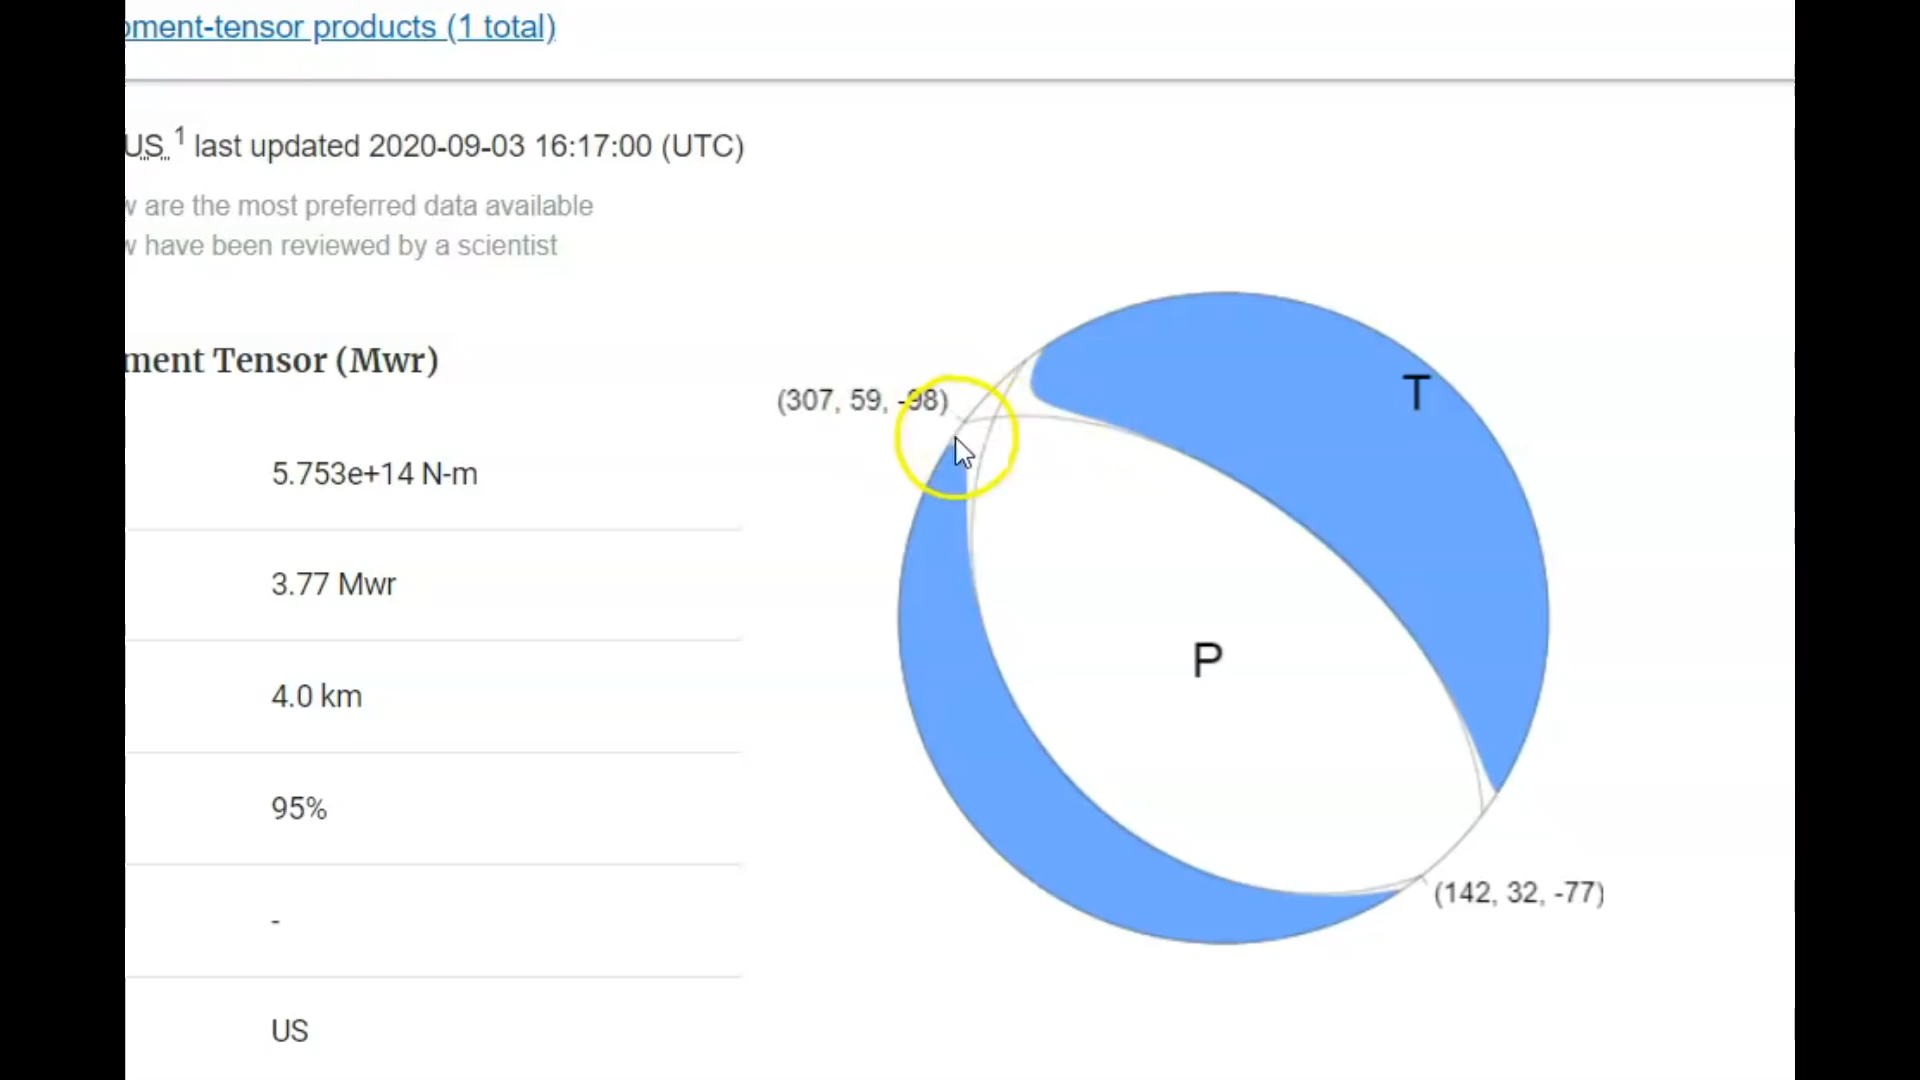 oment-tensor products (1 total)
US 1 last updated 2020-09-03 16:17:00 (UTC)
w are the most preferred data available
w have been reviewed by a scientist
ment Tensor (Mwr)
(307, 59, -98)
T
5.753e+14 N-m
3.77 Mwr
P
4.0 km
95%
(142, 32, -77)
-
US